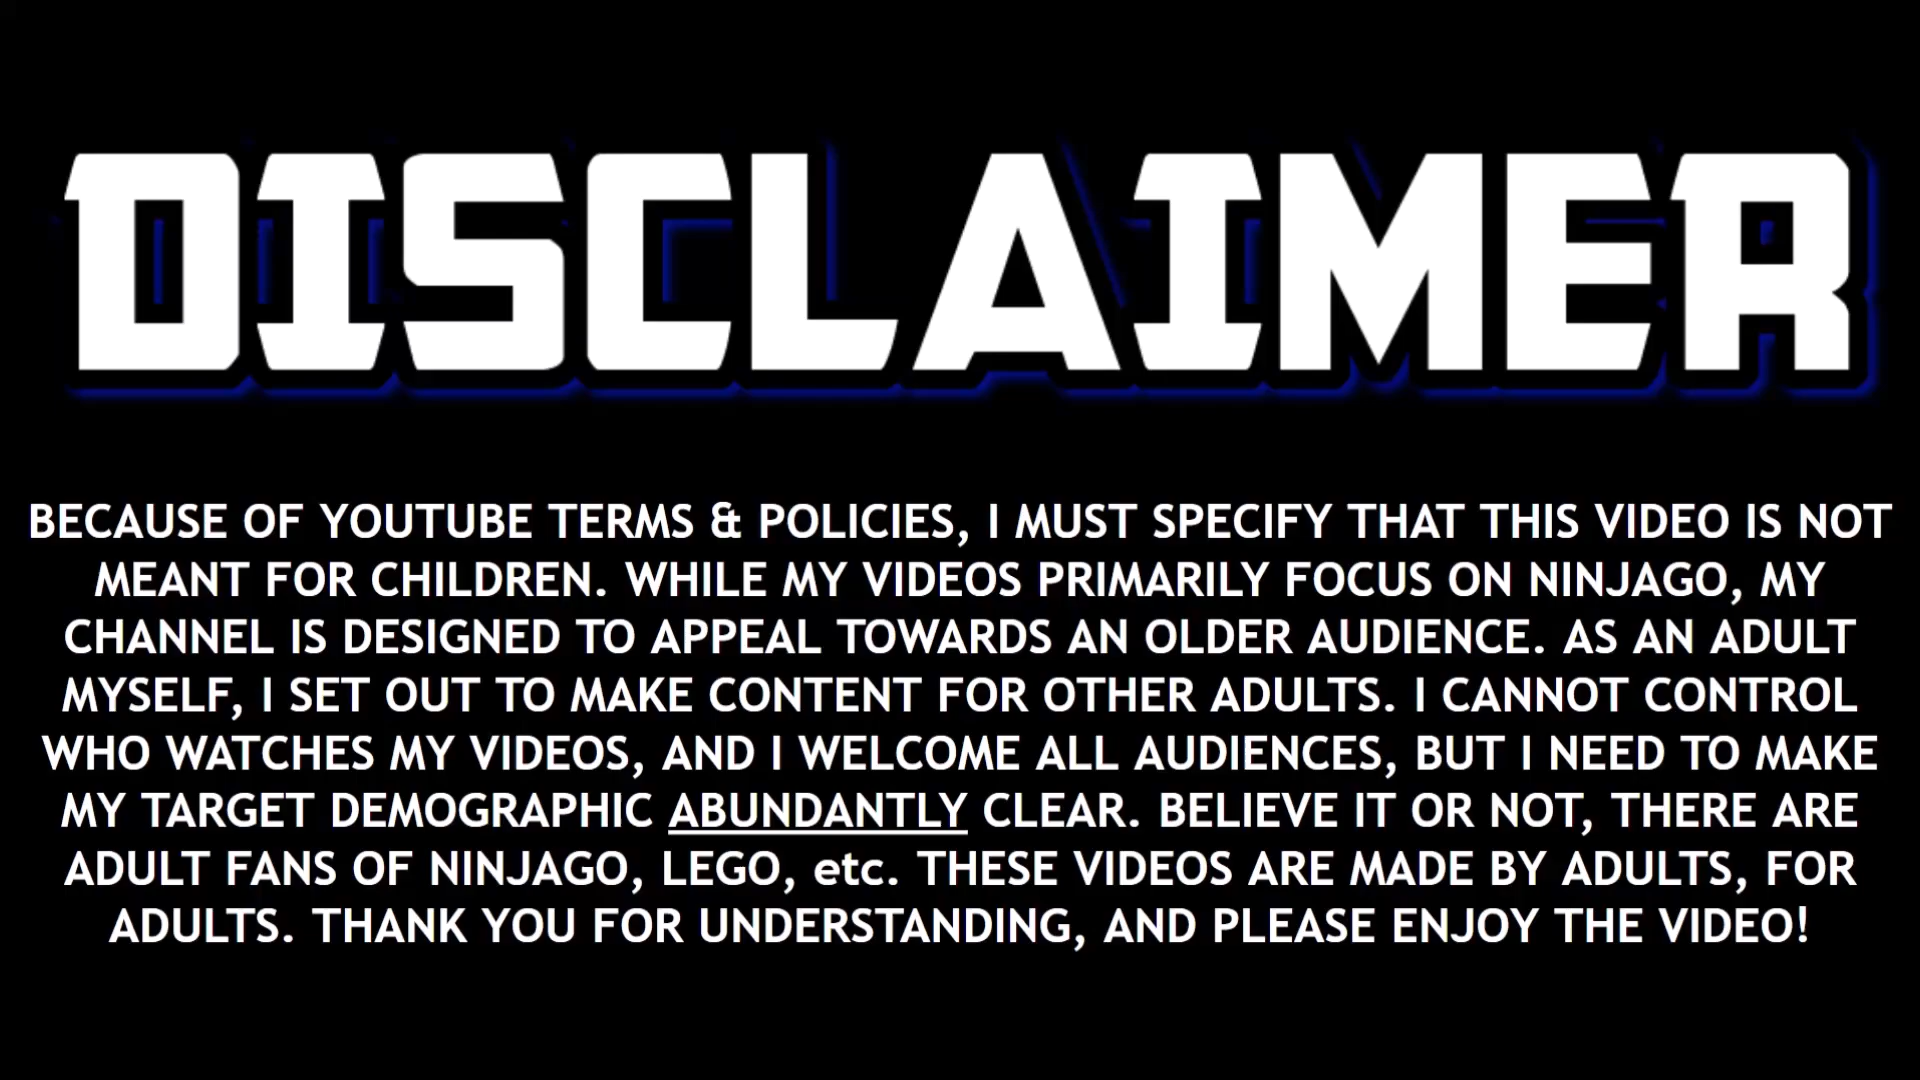 DISCLAIMER
BECAUSE OF YOUTUBE TERMS & POLICIES, I MUST SPECIFY THAT THIS VIDEO IS NOT
MEANT FOR CHILDREN. WHILE MY VIDEOS PRIMARILY FOCUS ON NINJAGO, MY
CHANNEL IS DESIGNED TO APPEAL TOWARDS AN OLDER AUDIENCE. AS AN ADULT
MYSELF, I SET OUT TO MAKE CONTENT FOR OTHER ADULTS. I CANNOT CONTROL
WHO WATCHES MY VIDEOS, AND I WELCOME ALL AUDIENCES, BUT I NEED TO MAKE
MY TARGET DEMOGRAPHIC ABUNDANTLY CLEAR. BELIEVE IT OR NOT, THERE ARE
ADULT FANS OF NINJAGO, LEGO, etc. THESE VIDEOS ARE MADE BY ADULTS, FOR
ADULTS. THANK YOU FOR UNDERSTANDING, AND PLEASE ENJOY THE VIDEO!